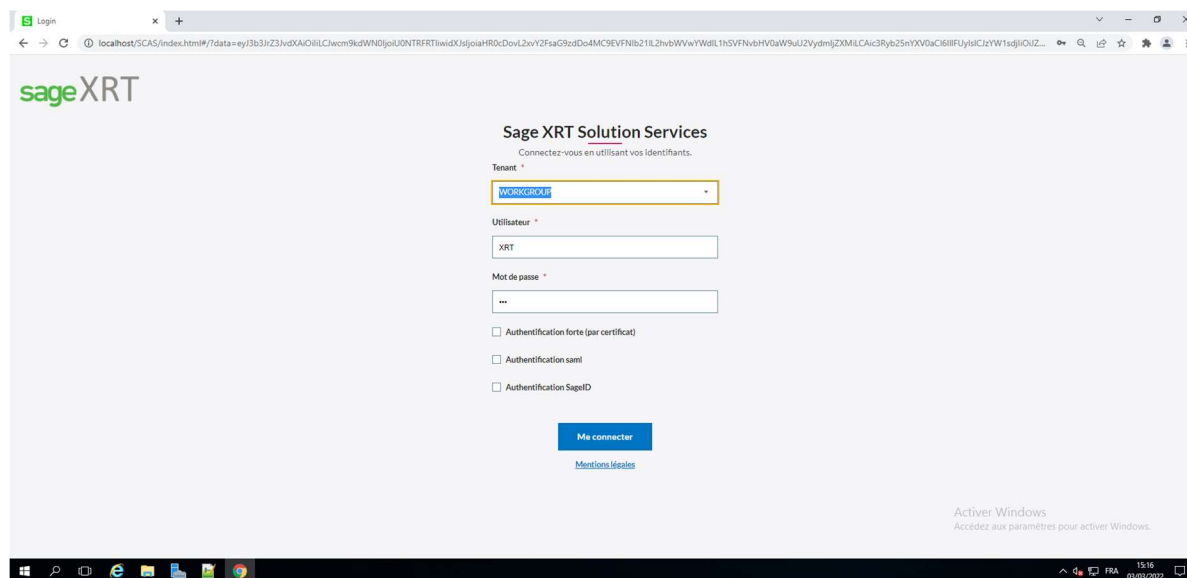 Login
localhost/SCAS/index.html#/?data=
sage XRT
Sage XRT Solution Services
Connectez-vous en utilisant vos identifiants.
Tenant *
WORKGROUP
Utilisateur *
XRT
Mot de passe *
•••
Authentification forte (par certificat)
Authentification saml
Authentification SageID
Me connecter
Mentions légales
Activer Windows
Accédez aux paramètres pour activer Windows.
15:16
FRA
03/03/2022